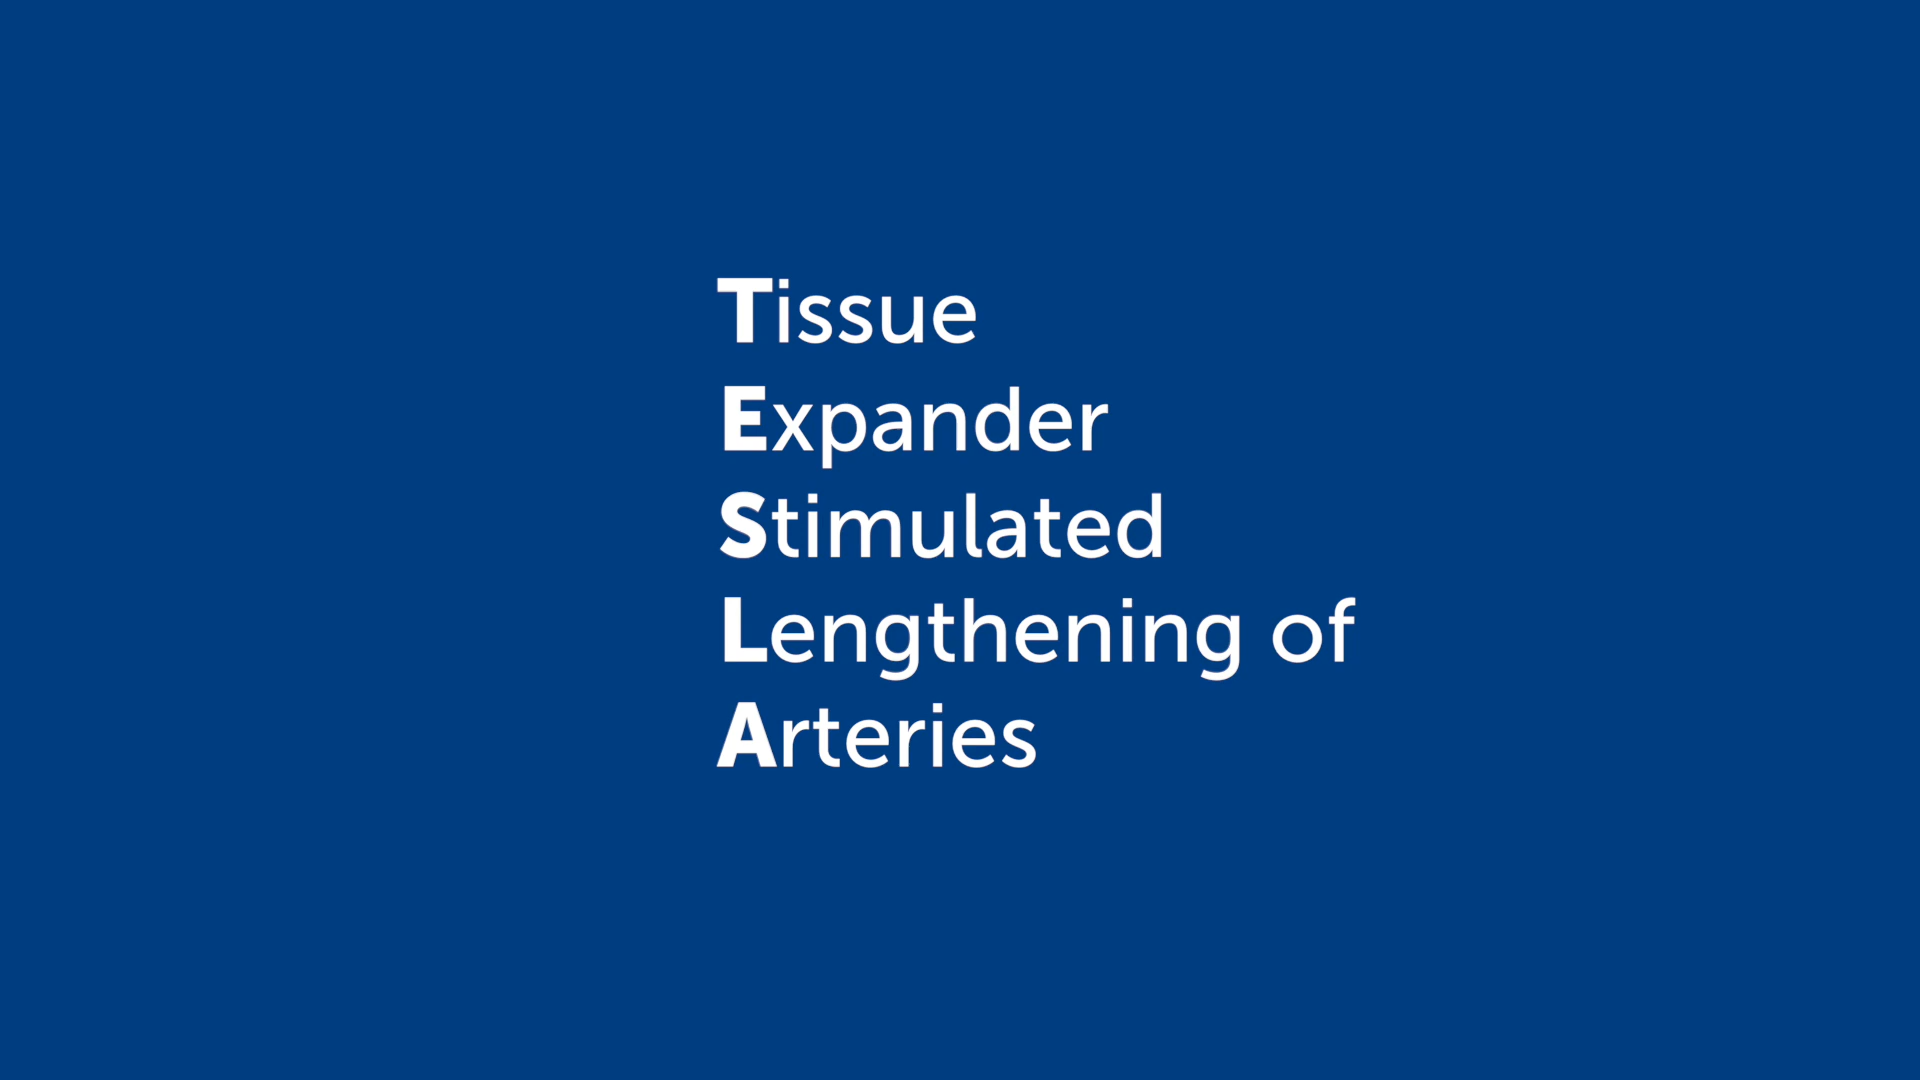 Tissue
Expander
Stimulated
Lengthening of
Arteries